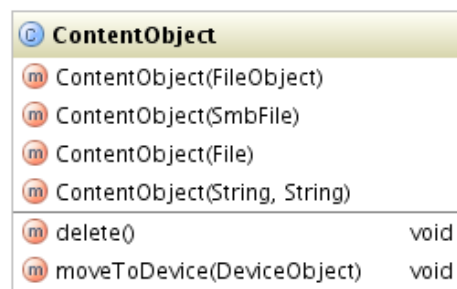 C ContentObject
m ContentObject(FileObject)
m ContentObject(SmbFile)
m ContentObject(File)
m ContentObject(String, String)
m delete() void
m moveToDevice(DeviceObject) void